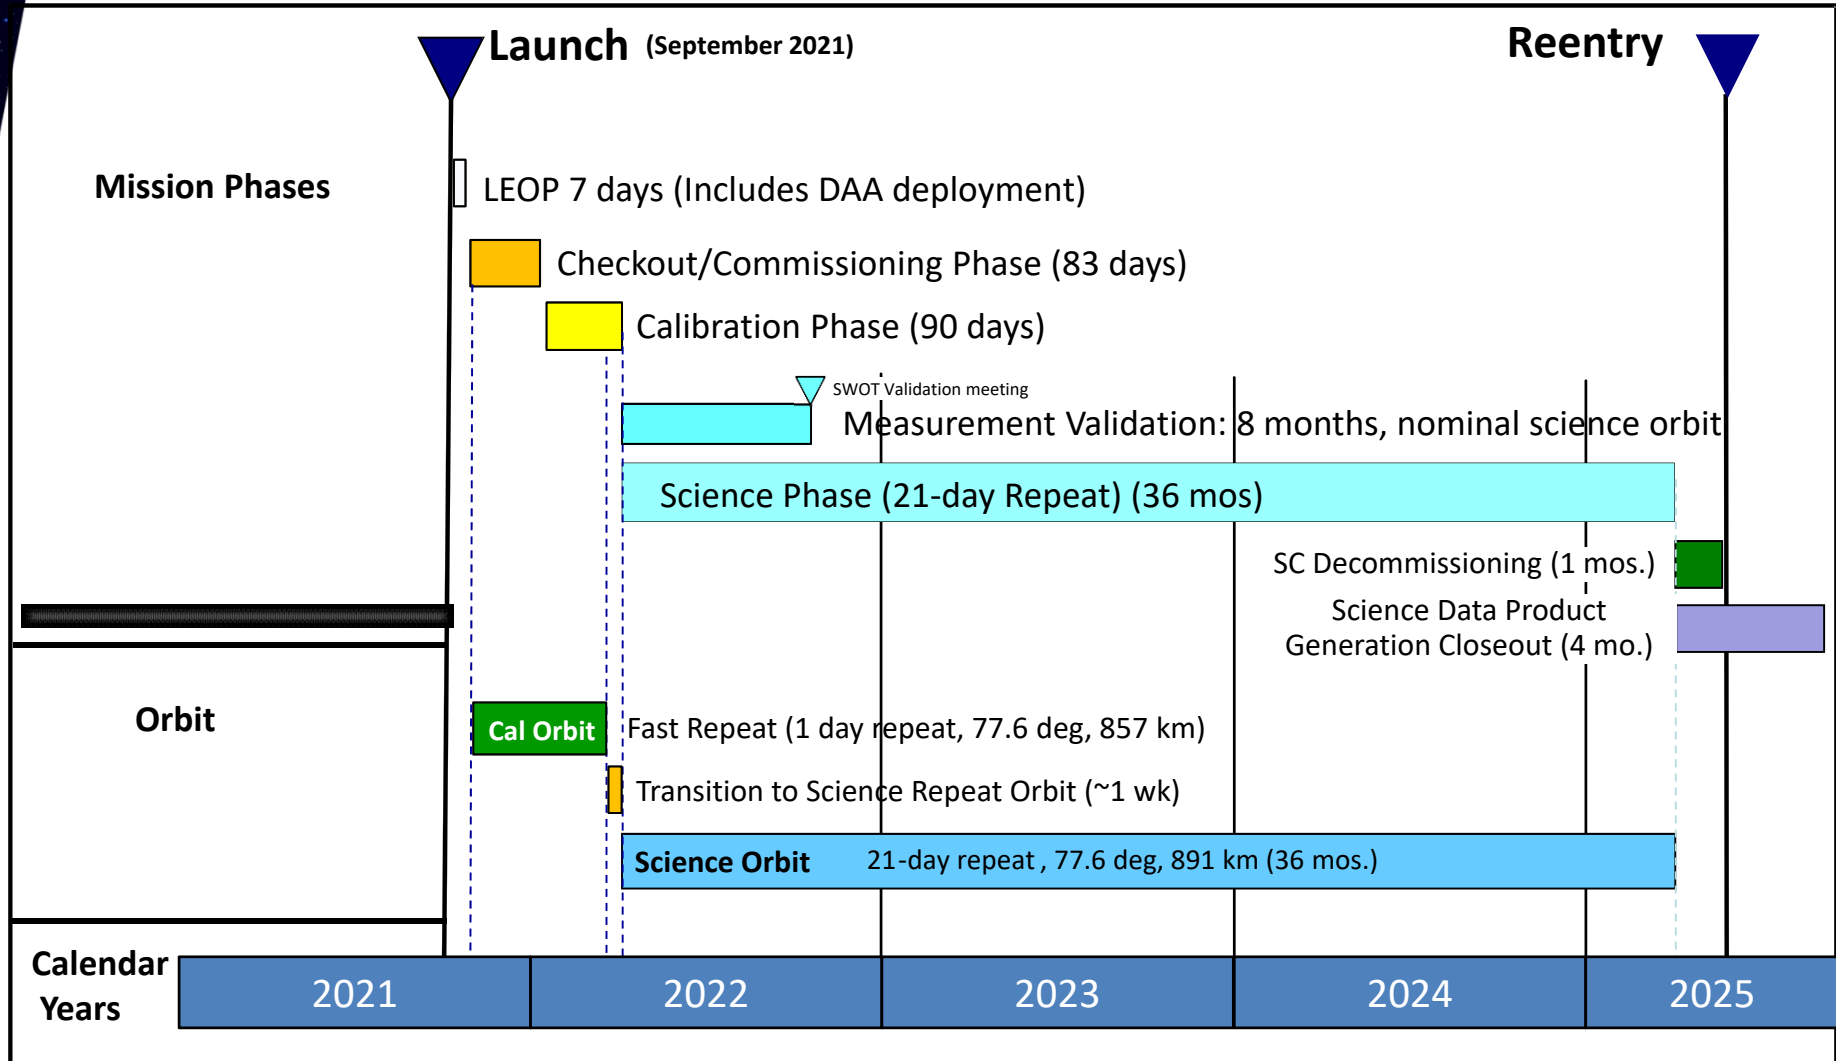 Launch (September 2021)
Reentry
Mission Phases
LEOP 7 days (Includes DAA deployment)
Checkout/Commissioning Phase (83 days)
Calibration Phase (90 days)
SWOT Validation meeting
Measurement Validation: 8 months, nominal science orbit
Science Phase (21-day Repeat) (36 mos)
SC Decommissioning (1 mos.)
Science Data Product
Generation Closeout (4 mo.)
Orbit
Cal Orbit
Fast Repeat (1 day repeat, 77.6 deg, 857 km)
Transition to Science Repeat Orbit (~1 wk)
Science Orbit
21-day repeat , 77.6 deg, 891 km (36 mos.)
Calendar
Years
2021
2022
2023
2024
2025